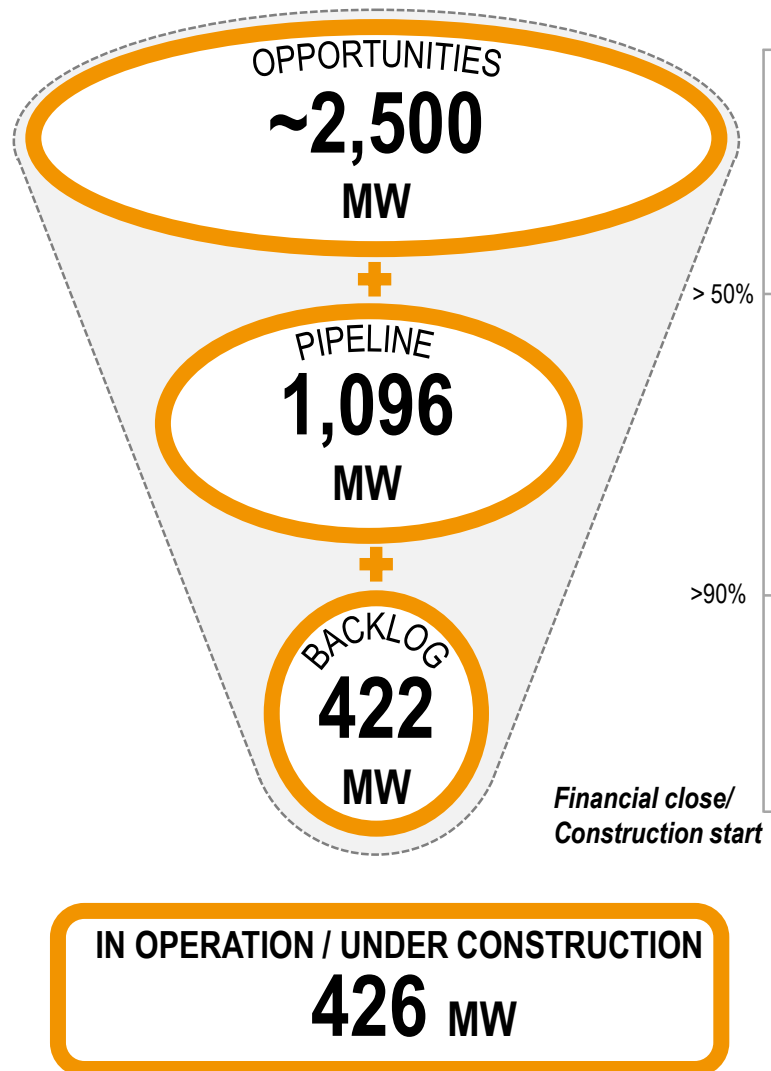 OPPORTUNITIES
~2,500
MW
> 50%
PIPELINE
1,096
MW
>90%
BACKLOG
422
MW
Financial close/
Construction start
IN OPERATION / UNDER CONSTRUCTION
426 MW